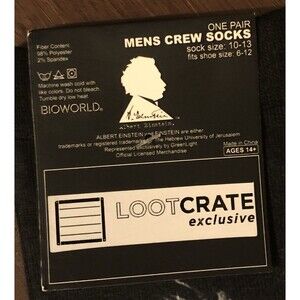 ONE PAIR
MENS CREW SOCKS
sock size: 10-13
fits shoe size: 6-12
Fiber Content:
98% Polyester
2% Spandex
Machine wash cold with
like colors. Do not bleach.
Tumble dry low heat.
BIOWORLD
A. Einstein
Albert Einstein.
ALBERT EINSTEIN and EINSTEIN are either
trademarks or registered trademarks of The Hebrew University of Jerusalem
Represented exclusively by GreenLight
Official Licensed Merchandise
Made in China
AGES 14+
LOOTCRATE
exclusive